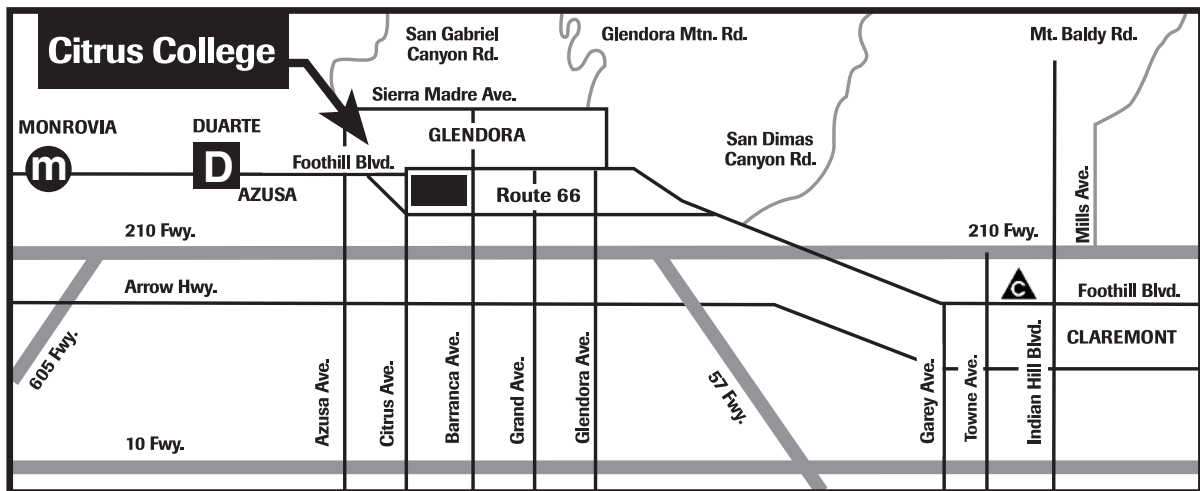 Citrus College
San Gabriel
Canyon Rd.
Glendora Mtn. Rd.
Mt. Baldy Rd.
Sierra Madre Ave.
MONROVIA
m
DUARTE
D
AZUSA
GLENDORA
Foothill Blvd.
Route 66
San Dimas
Canyon Rd.
Mills Ave.
210 Fwy.
210 Fwy.
Arrow Hwy.
C
Foothill Blvd.
CLAREMONT
605 Fwy.
Azusa Ave.
Citrus Ave.
Barranca Ave.
Grand Ave.
Glendora Ave.
57 Fwy.
Garey Ave.
Towne Ave.
Indian Hill Blvd.
10 Fwy.